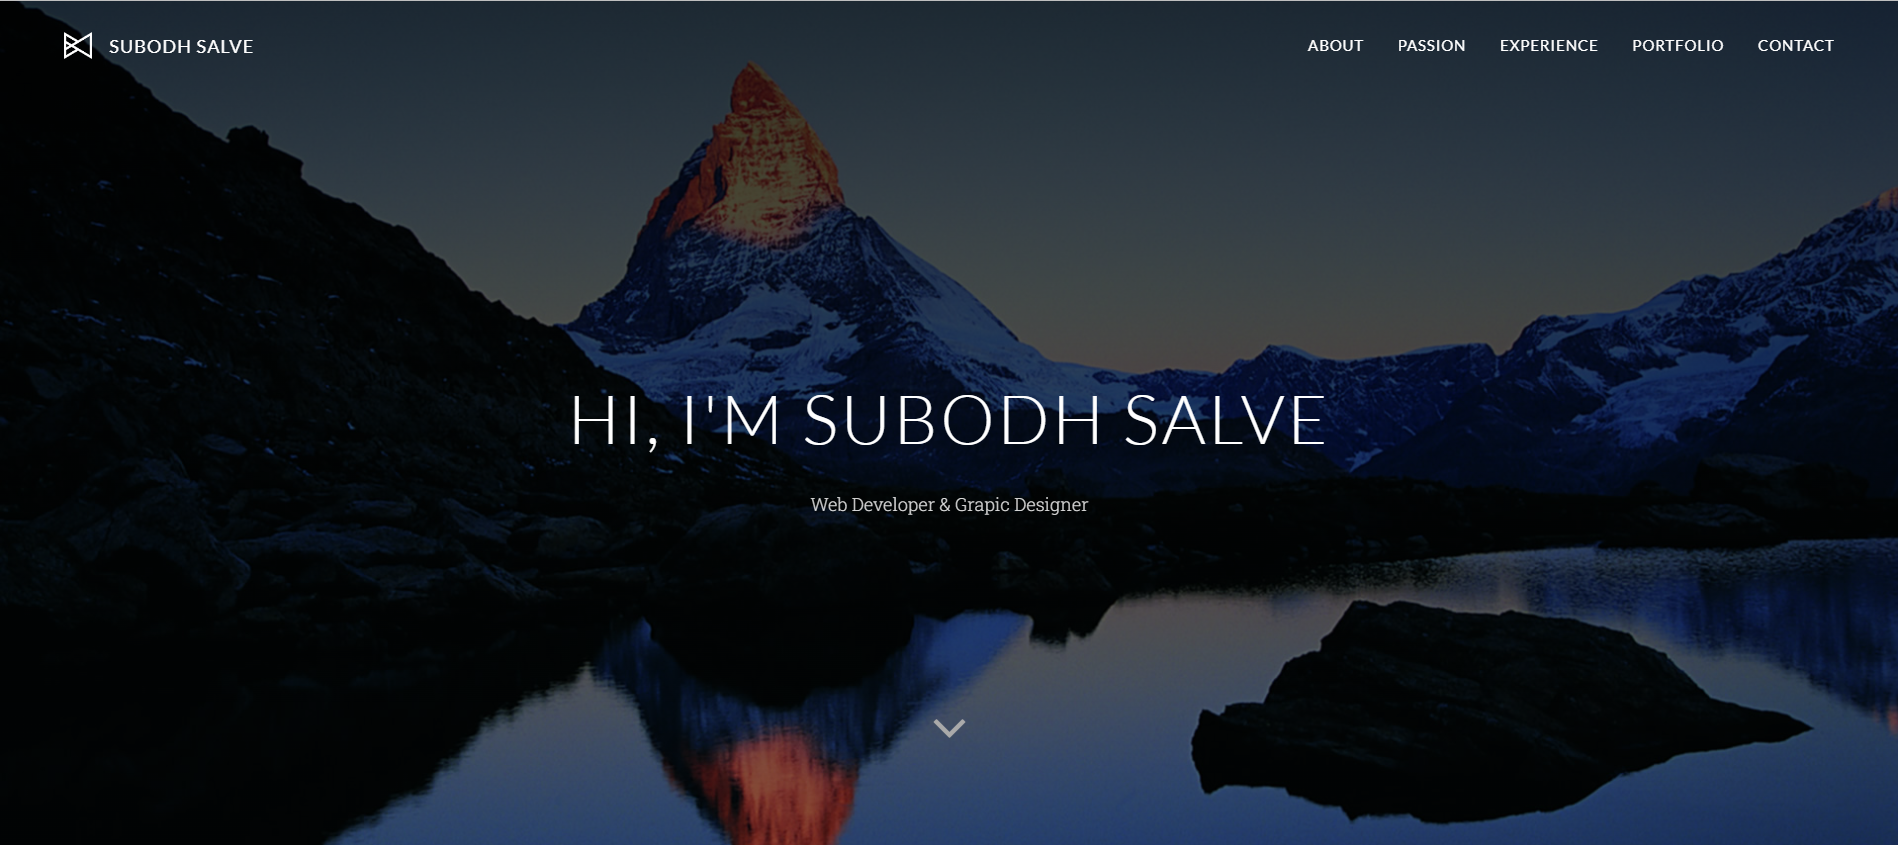 SUBODH SALVE
ABOUT PASSION EXPERIENCE PORTFOLIO CONTACT
HI, I'M SUBODH SALVE
Web Developer & Grapic Designer